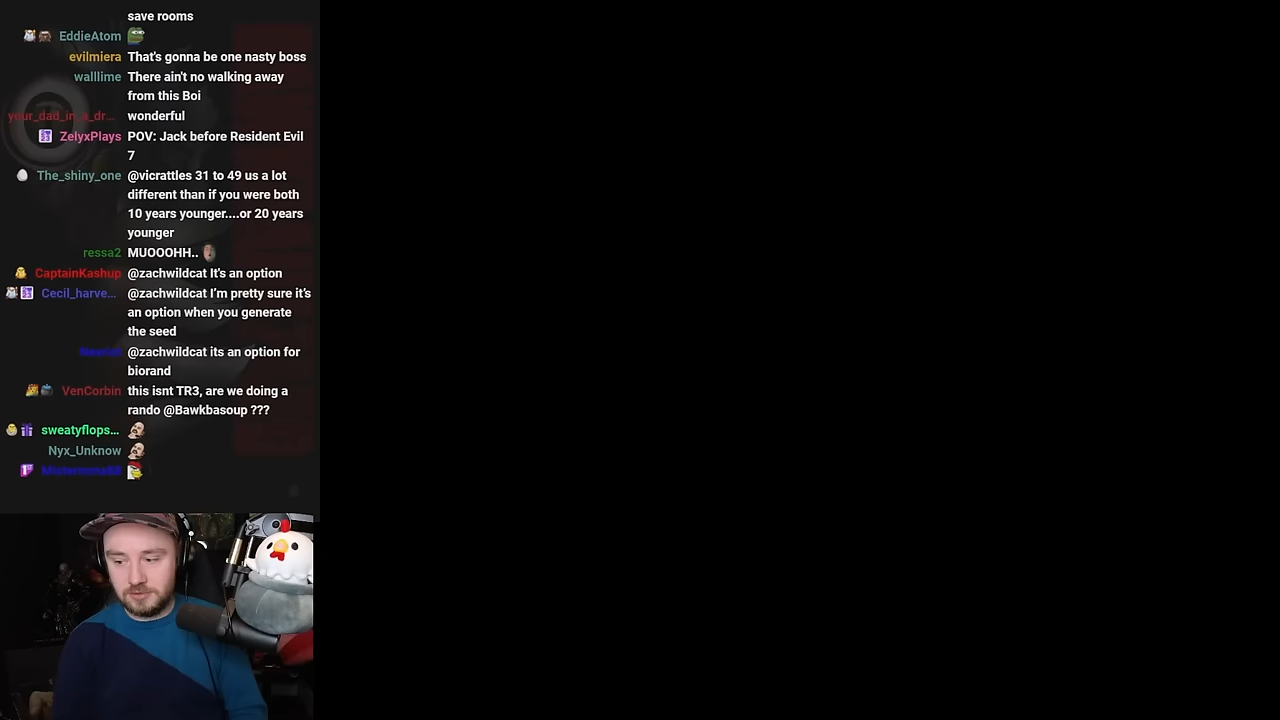 save rooms
EddieAtom
evilmiera That's gonna be one nasty boss
walllime There ain't no walking away
from this Boi
your_dad_in_a_dr... wonderful
ZelyxPlays POV: Jack before Resident Evil
7
The_shiny_one @vicrattles 31 to 49 us a lot
different than if you were both
10 years younger....or 20 years
younger
ressa2 MUOOOHH..
CaptainKashup @zachwildcat It's an option
Cecil_harve... @zachwildcat I'm pretty sure it's
an option when you generate
the seed
@zachwildcat its an option for
biorand
VenCorbin this isnt TR3, are we doing a
rando @Bawkbasoup ???
sweatyflops...
Nyx_Unknow